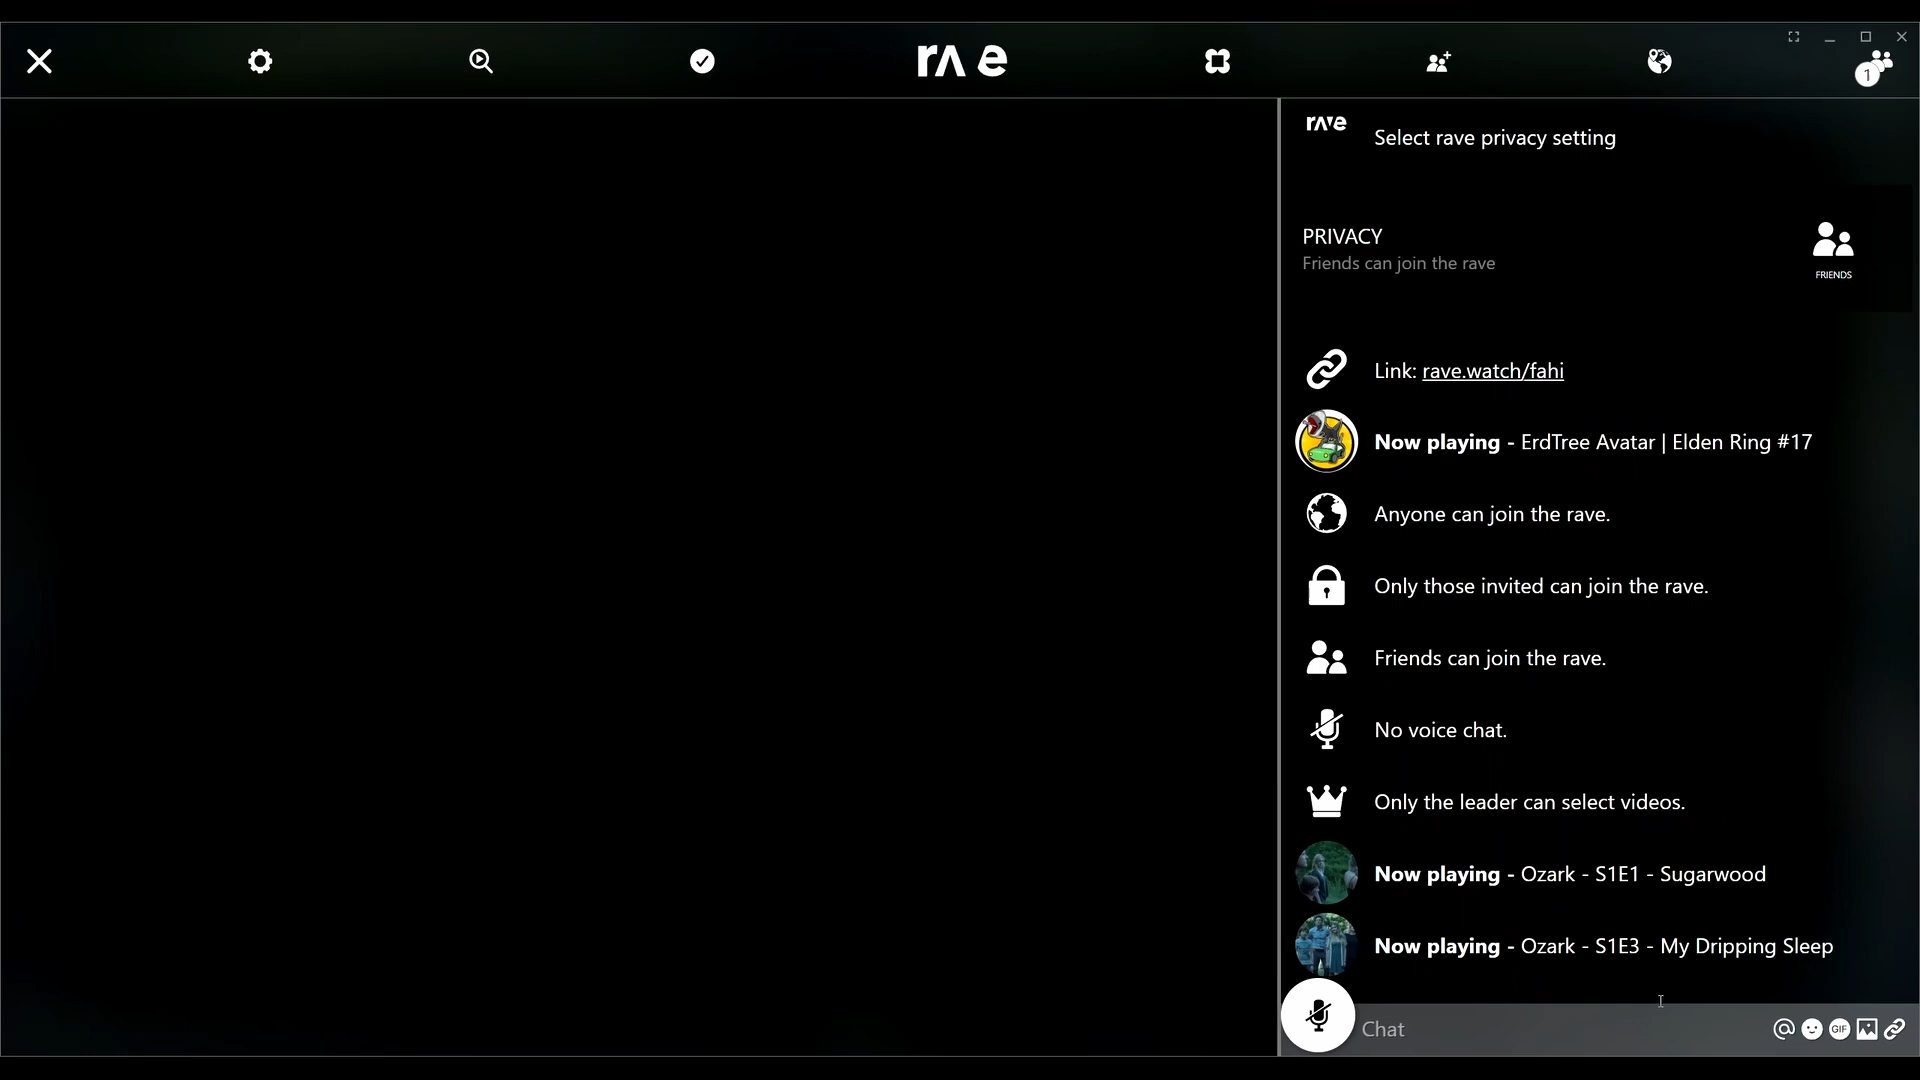 rave
1
rave
Select rave privacy setting
PRIVACY
Friends can join the rave
FRIENDS
Link: rave.watch/fahi
Now playing - ErdTree Avatar | Elden Ring #17
Anyone can join the rave.
Only those invited can join the rave.
Friends can join the rave.
No voice chat.
Only the leader can select videos.
Now playing - Ozark - S1E1 - Sugarwood
Now playing - Ozark - S1E3 - My Dripping Sleep
Chat
@
GIF